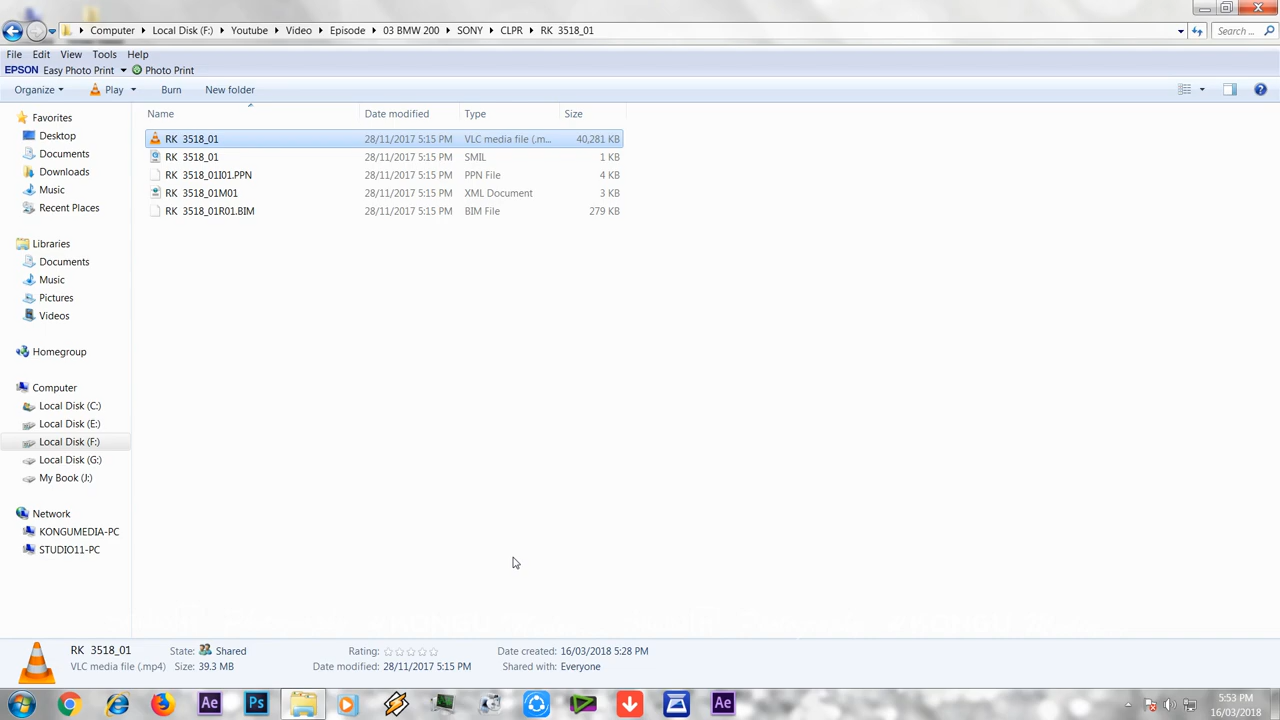 Computer Local Disk (F:) Youtube Video Episode 03 BMW 200 SONY CLPR RK 3518_01 Search ...
File Edit View Tools Help
EPSON Easy Photo Print Photo Print
Organize Play Burn New folder
Favorites
Desktop
Documents
Downloads
Music
Recent Places
Libraries
Documents
Music
Pictures
Videos
Homegroup
Computer
Local Disk (C:)
Local Disk (E:)
Local Disk (F:)
Local Disk (G:)
My Book (J:)
Network
KONGUMEDIA-PC
STUDIO11-PC
Name Date modified Type Size
RK 3518_01 28/11/2017 5:15 PM VLC media file (.m... 40,281 KB
RK 3518_01 28/11/2017 5:15 PM SMIL 1 KB
RK 3518_01I01.PPN 28/11/2017 5:15 PM PPN File 4 KB
RK 3518_01M01 28/11/2017 5:15 PM XML Document 3 KB
RK 3518_01R01.BIM 28/11/2017 5:15 PM BIM File 279 KB
RK 3518_01 State: Shared Rating: Date created: 16/03/2018 5:28 PM
VLC media file (.mp4) Size: 39.3 MB Date modified: 28/11/2017 5:15 PM Shared with: Everyone
Ae Ps Ae
5:53 PM
16/03/2018